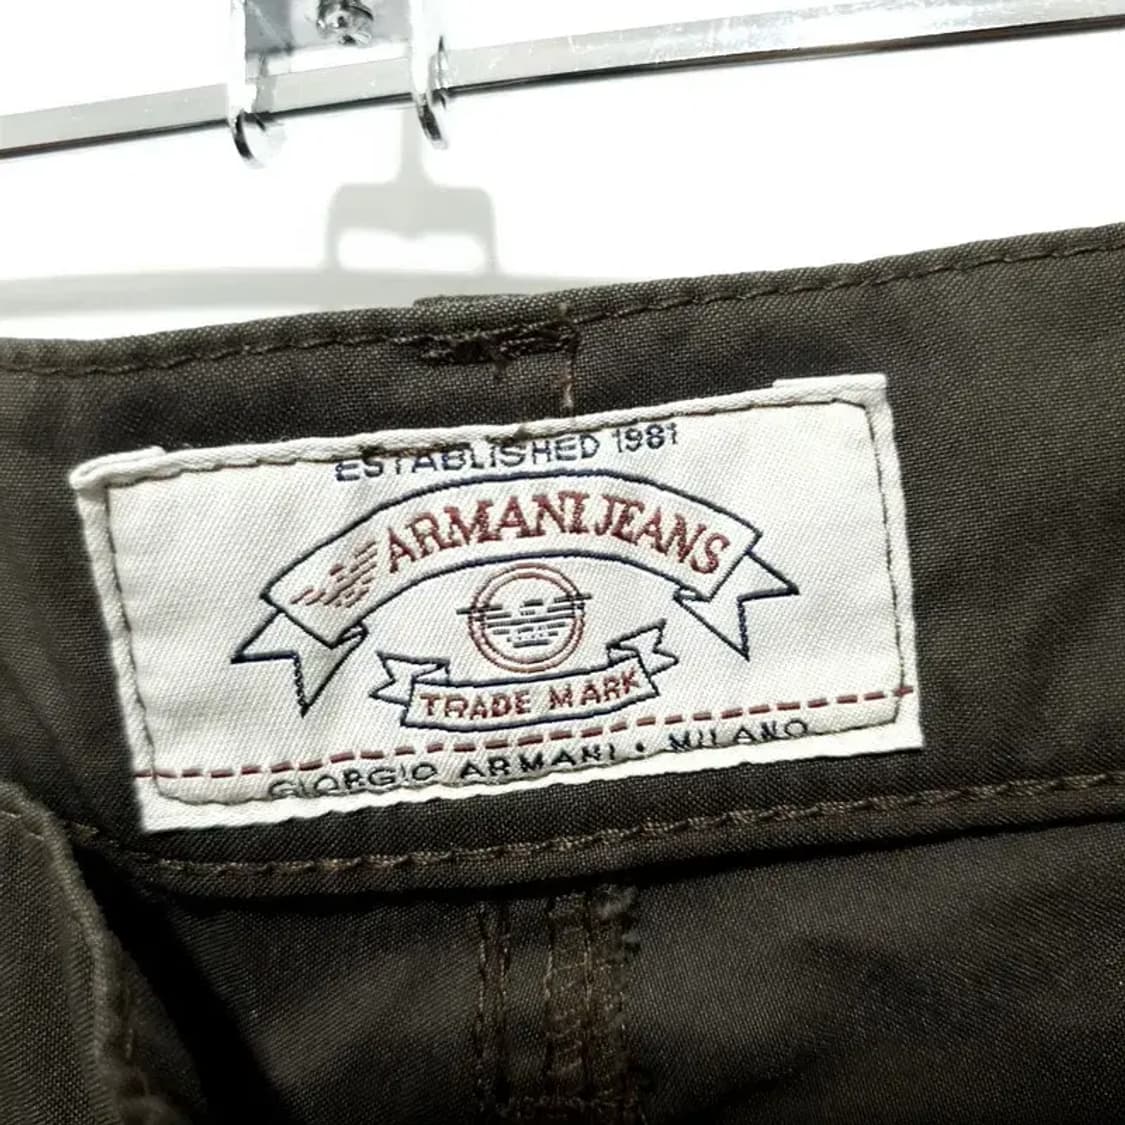 ESTABLISHED 1981
ARMANI JEANS
TRADE MARK
GIORGIO ARMANI • MILANO